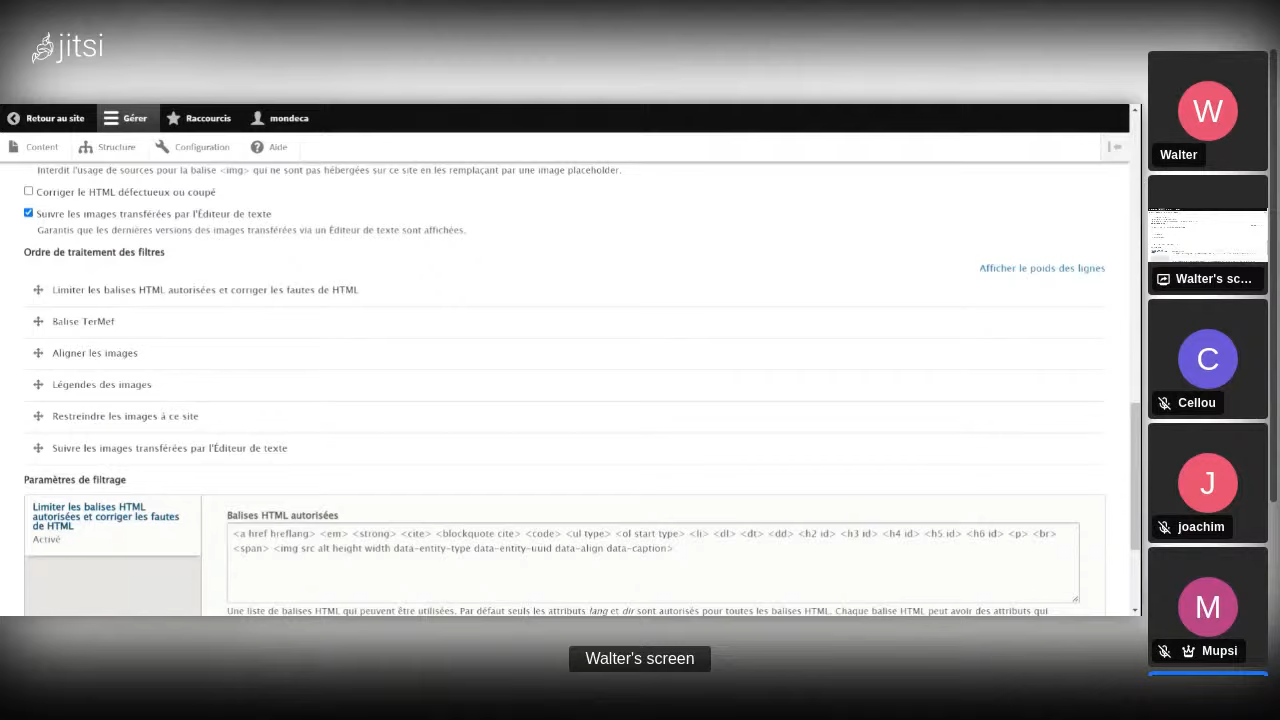 jitsi
Retour au site
Gérer
Raccourcis
mondeca
Content
Structure
Configuration
Aide
Interdit l'usage de sources pour la balise <img> qui ne sont pas hébergées sur ce site en les remplaçant par une image placeholder.
Corriger le HTML défectueux ou coupé
Suivre les images transférées par l'Éditeur de texte
Garantis que les dernières versions des images transférées via un Éditeur de texte sont affichées.
Ordre de traitement des filtres
Afficher le poids des lignes
Limiter les balises HTML autorisées et corriger les fautes de HTML
Balise TerMef
Aligner les images
Légendes des images
Restreindre les images à ce site
Suivre les images transférées par l'Éditeur de texte
Paramètres de filtrage
Limiter les balises HTML
autorisées et corriger les fautes
de HTML
Activé
Balises HTML autorisées
<a href hreflang> <em> <strong> <cite> <blockquote cite> <code> <ul type> <ol start type> <li> <dl> <dt> <dd> <h2 id> <h3 id> <h4 id> <h5 id> <h6 id> <p> <br>
<span> <img src alt height width data-entity-type data-entity-uuid data-align data-caption>
Une liste de balises HTML qui peuvent être utilisées. Par défaut seuls les attributs lang et dir sont autorisés pour toutes les balises HTML. Chaque balise HTML peut avoir des attributs qui
Walter's screen
W
Walter
Walter's sc...
C
Cellou
J
joachim
M
Mupsi